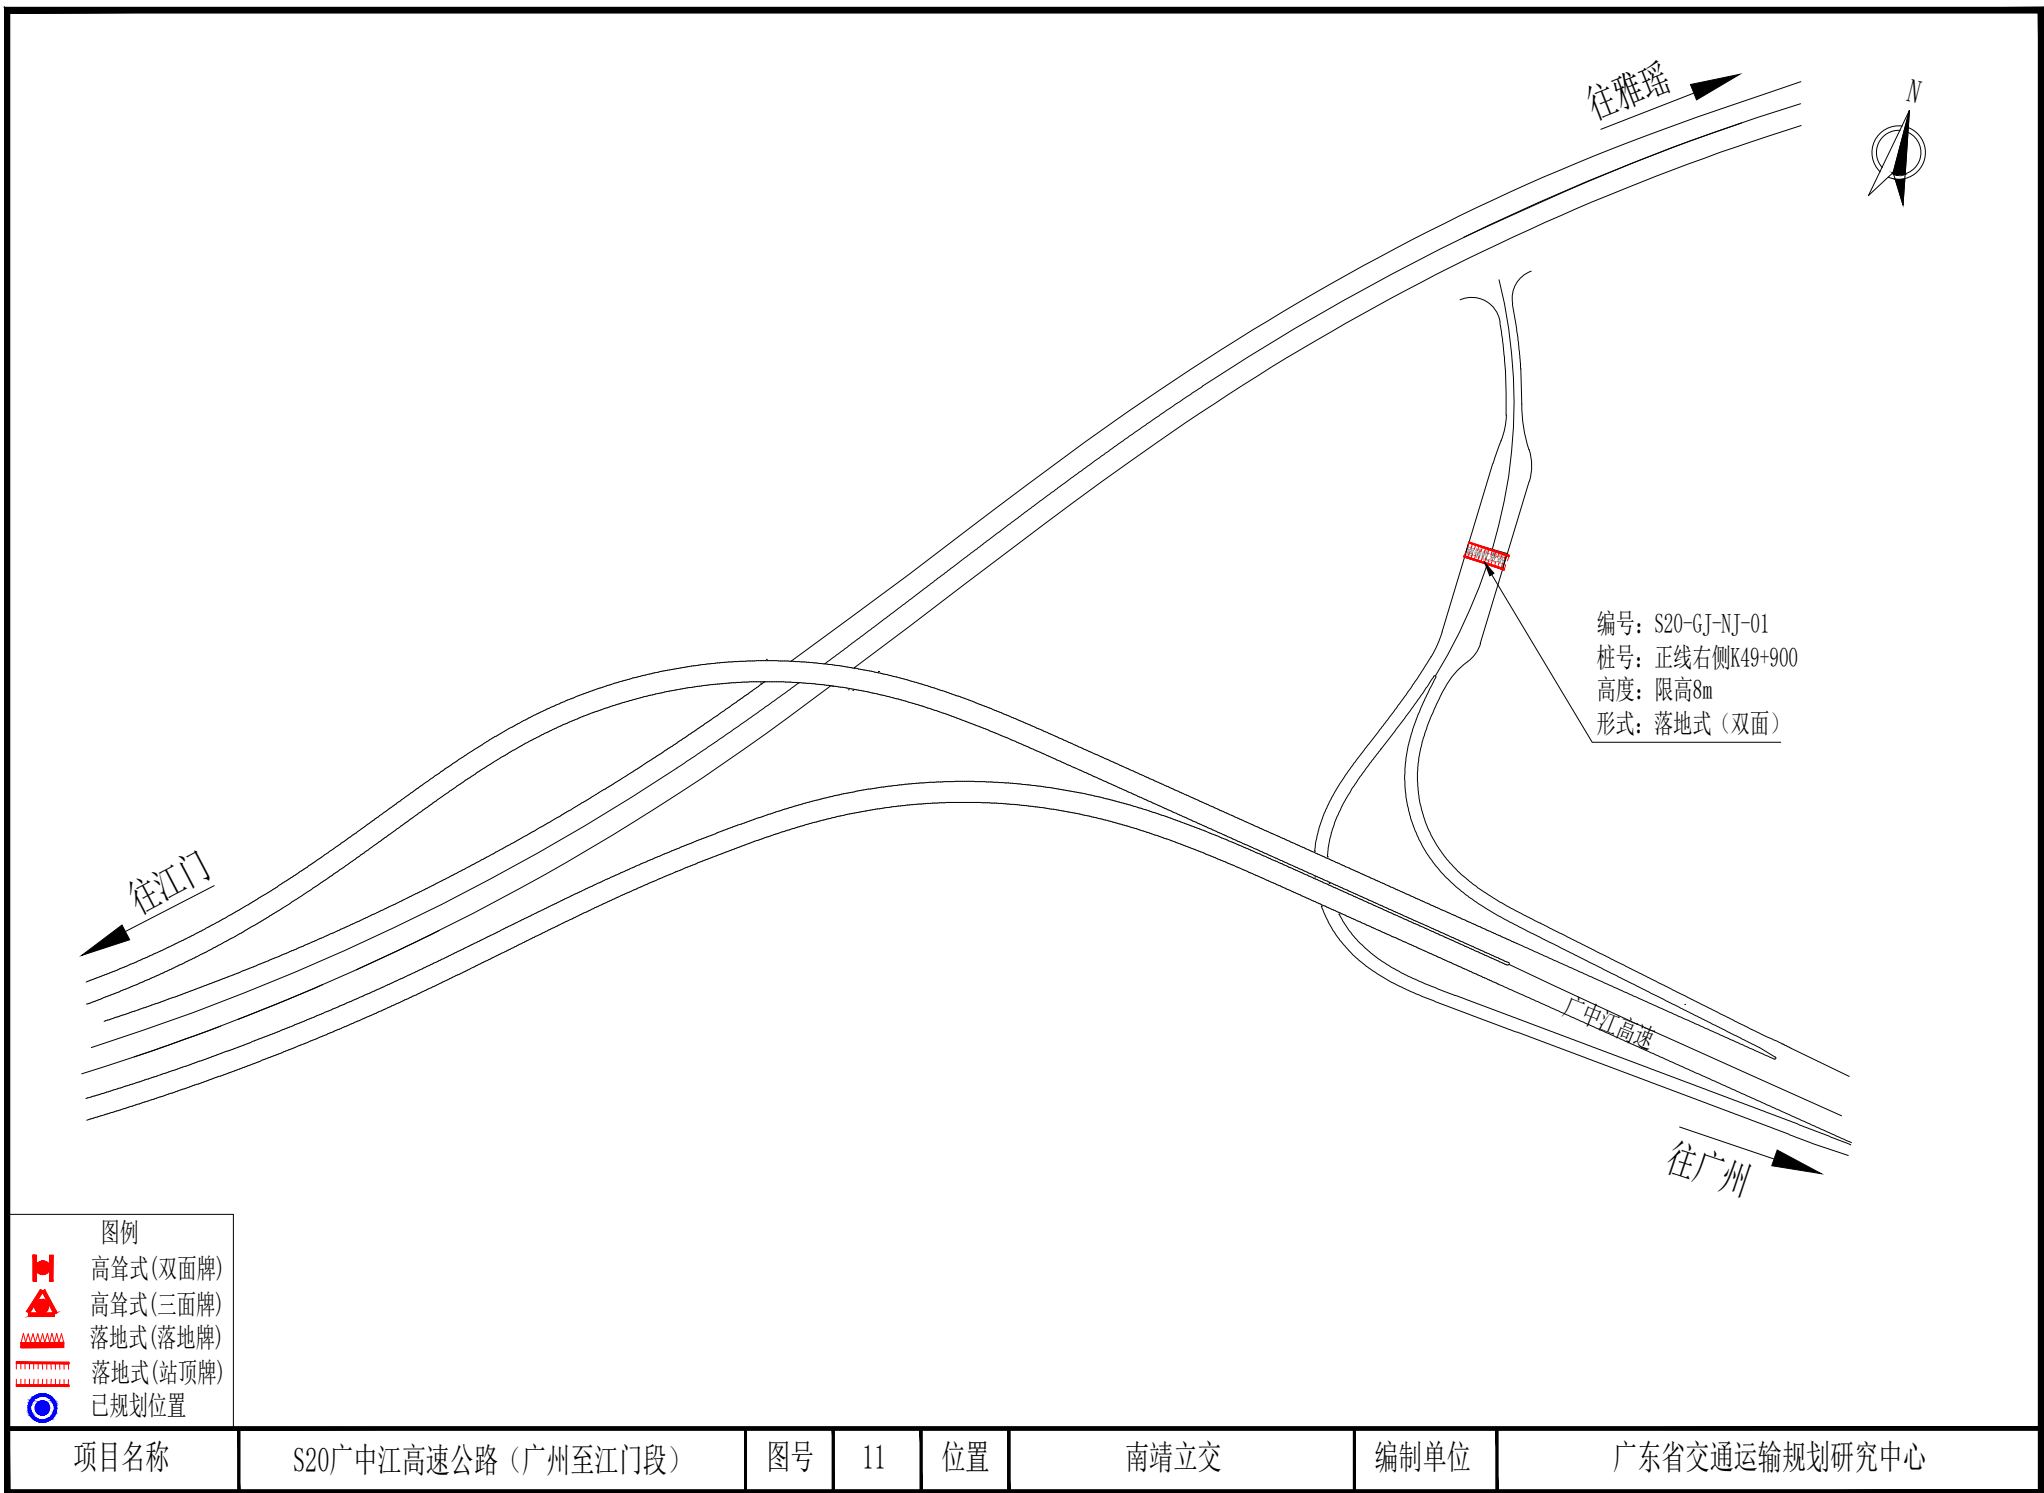 往雅瑶
N
编号：S20-GJ-NJ-01
桩号：正线右侧K49+900
高度：限高8m
形式：落地式（双面）
往江门
广中江高速
往广州
图例
高耸式(双面牌)
高耸式(三面牌)
落地式(落地牌)
落地式(站顶牌)
已规划位置
项目名称 S20广中江高速公路（广州至江门段） 图号 11 位置 南靖立交 编制单位 广东省交通运输规划研究中心